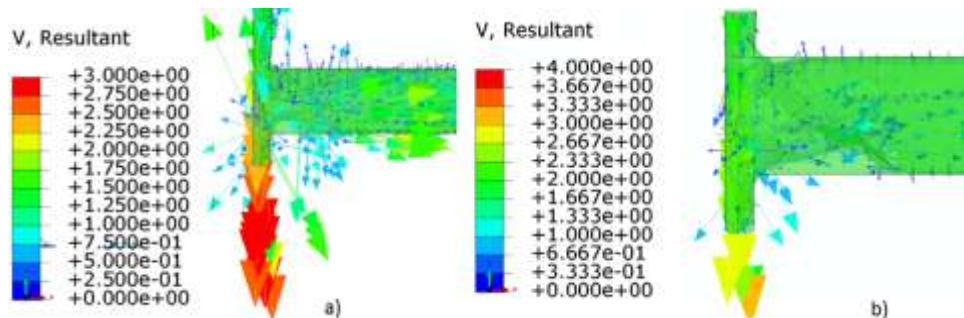 V, Resultant
+3.000e+00
+2.750e+00
+2.500e+00
+2.250e+00
+2.000e+00
+1.750e+00
+1.500e+00
+1.250e+00
+1.000e+00
+7.500e-01
+5.000e-01
+2.500e-01
+0.000e+00
a)
V, Resultant
+4.000e+00
+3.667e+00
+3.333e+00
+3.000e+00
+2.667e+00
+2.333e+00
+2.000e+00
+1.667e+00
+1.333e+00
+1.000e+00
+6.667e-01
+3.333e-01
+0.000e+00
b)